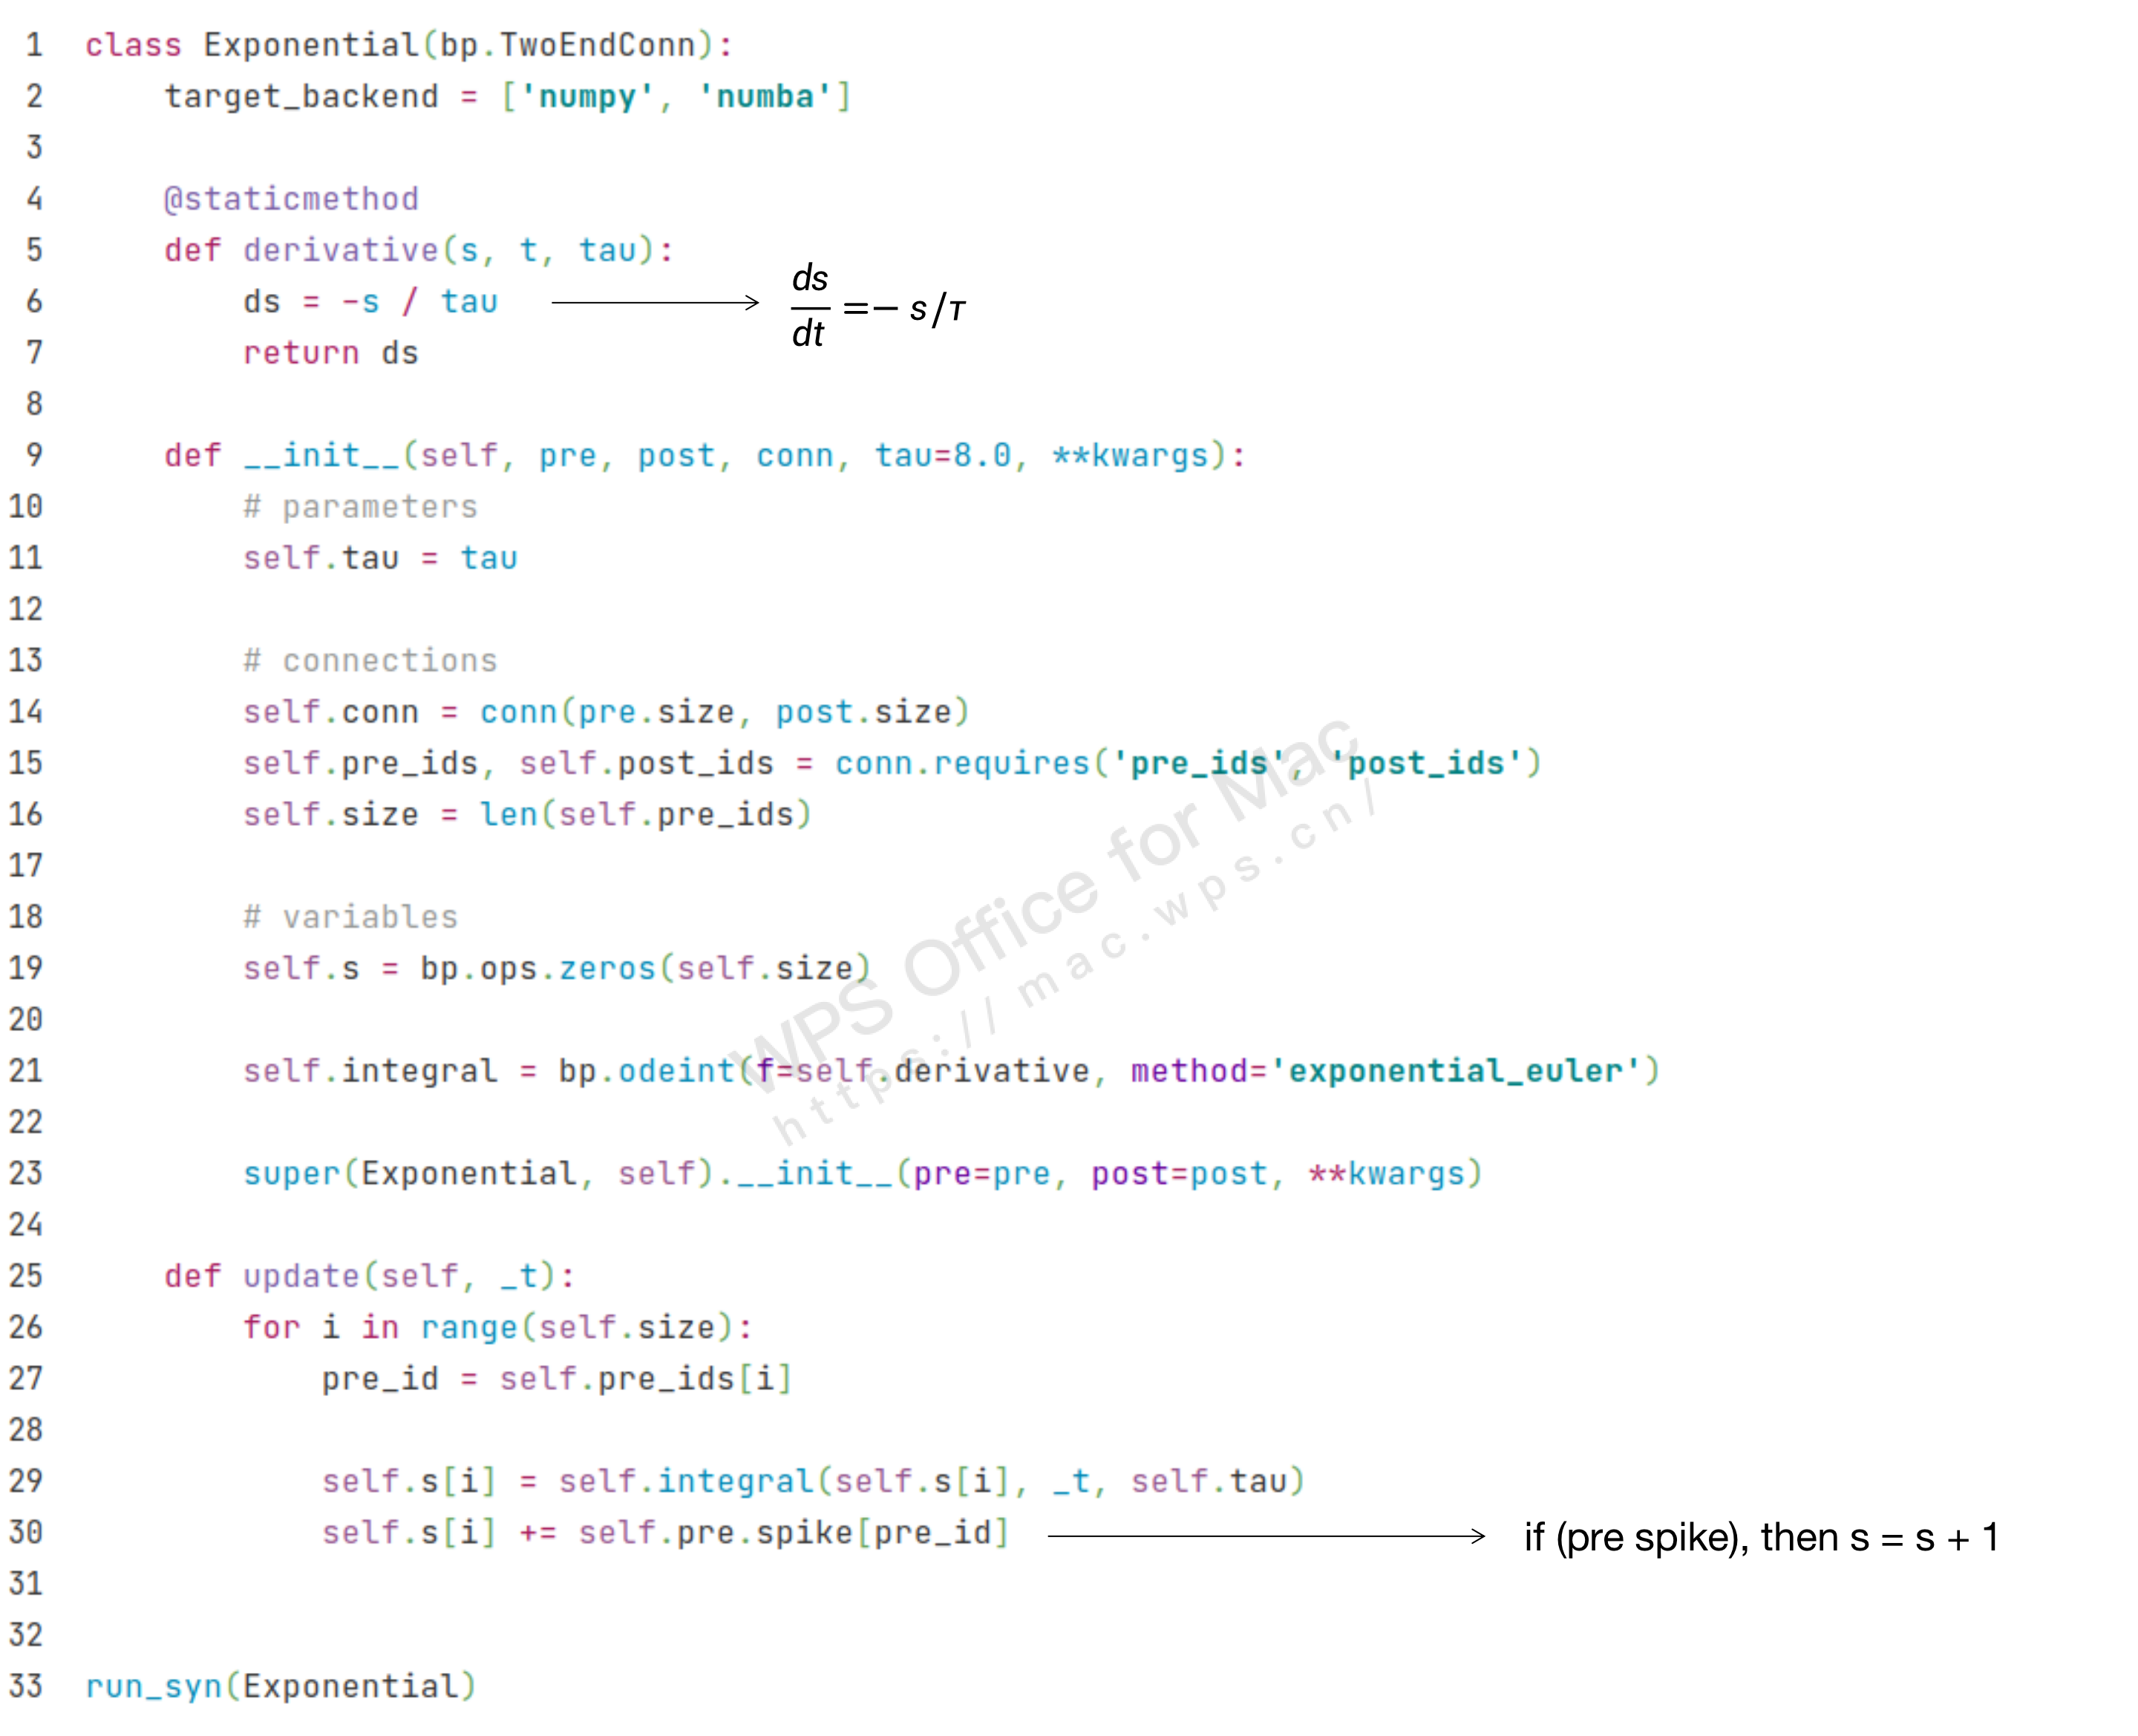 1 class Exponential(bp.TwoEndConn):
2     target_backend = ['numpy', 'numba']
3
4     @staticmethod
5     def derivative(s, t, tau):
6         ds = -s / tau
ds/dt =− s/τ
7         return ds
8
9     def __init__(self, pre, post, conn, tau=8.0, **kwargs):
10         # parameters
11         self.tau = tau
12
13         # connections
14         self.conn = conn(pre.size, post.size)
15         self.pre_ids, self.post_ids = conn.requires('pre_ids', 'post_ids')
16         self.size = len(self.pre_ids)
17
18         # variables
19         self.s = bp.ops.zeros(self.size)
20
21         self.integral = bp.odeint(f=self.derivative, method='exponential_euler')
22
23         super(Exponential, self).__init__(pre=pre, post=post, **kwargs)
24
25     def update(self, _t):
26         for i in range(self.size):
27             pre_id = self.pre_ids[i]
28
29             self.s[i] = self.integral(self.s[i], _t, self.tau)
30             self.s[i] += self.pre.spike[pre_id]
if (pre spike), then s = s + 1
31
32
33 run_syn(Exponential)
WPS Office for Mac
https://mac.wps.cn/